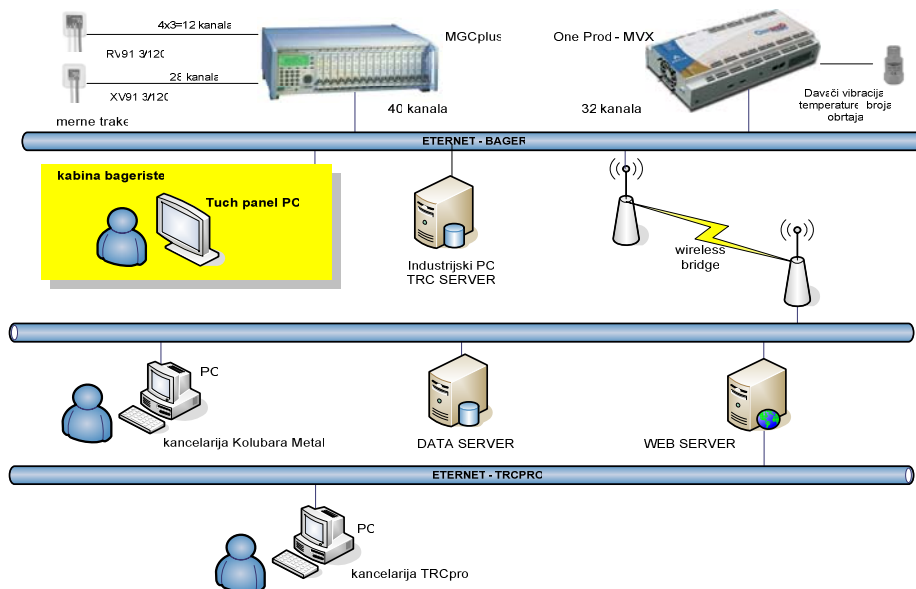 4x3=12 kanala
MGCplus
One Prod - MVX
RV91 3/120
28 kanala
XV91 3/120
40 kanala
32 kanala
Davači vibracija
temperature broja
obrtaja
merne trake
ETERNET - BAGER
kabina bageriste
Tuch panel PC
wireless
bridge
Industrijski PC
TRC SERVER
PC
kancelarija Kolubara Metal
DATA SERVER
WEB SERVER
ETERNET - TRCPRO
PC
kancelarija TRCpro